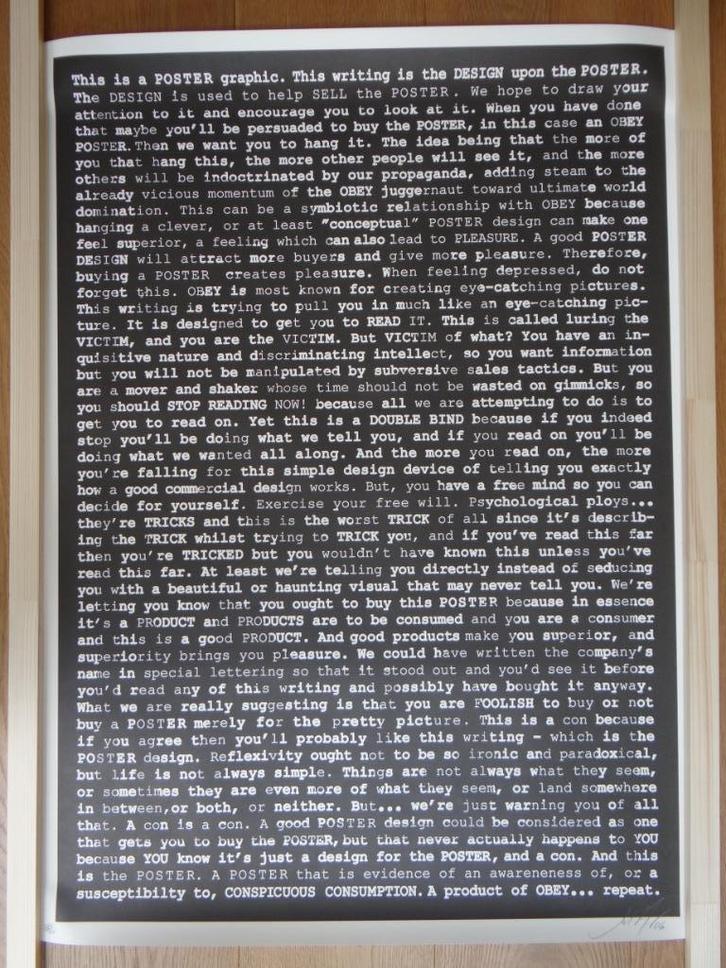 This is a POSTER graphic. This writing is the DESIGN upon the POSTER.
The DESIGN is used to help SELL the POSTER. We hope to draw your
attention to it and encourage you to look at it. When you have done
that maybe you'll be persuaded to buy the POSTER, in this case an OBEY
POSTER. Then we want you to hang it. The idea being that the more of
you that hang this, the more other people will see it, and the more
others will be indoctrinated by our propaganda, adding steam to the
already vicious momentum of the OBEY juggernaut toward ultimate world
domination. This can be a symbiotic relationship with OBEY because
hanging a clever, or at least "conceptual" POSTER design can make one
feel superior, a feeling which can also lead to PLEASURE. A good POSTER
DESIGN will attract more buyers and give more pleasure. Therefore,
buying a POSTER creates pleasure. When feeling depressed, do not
forget this. OBEY is most known for creating eye-catching pictures.
This writing is trying to pull you in much like an eye-catching pic-
ture. It is designed to get you to READ IT. This is called luring the
VICTIM, and you are the VICTIM. But VICTIM of what? You have an in-
quisitive nature and discriminating intellect, so you want information
but you will not be manipulated by subversive sales tactics. But you
are a mover and shaker whose time should not be wasted on gimmicks, so
you should STOP READING NOW! because all we are attempting to do is to
get you to read on. Yet this is a DOUBLE BIND because if you indeed
stop you'll be doing what we tell you, and if you read on you'll be
doing what we wanted all along. And the more you read on, the more
you're falling for this simple design device of telling you exactly
how a good commercial design works. But, you have a free mind so you can
decide for yourself. Exercise your free will. Psychological ploys...
they're TRICKS and this is the worst TRICK of all since it's describ-
ing the TRICK whilst trying to TRICK you, and if you've read this far
then you're TRICKED but you wouldn't have known this unless you've
read this far. At least we're telling you directly instead of seducing
you with a beautiful or haunting visual that may never tell you. We're
letting you know that you ought to buy this POSTER because in essence
it's a PRODUCT and PRODUCTS are to be consumed and you are a consumer
and this is a good PRODUCT. And good products make you superior, and
superiority brings you pleasure. We could have written the company's
name in special lettering so that it stood out and you'd see it before
you'd read any of this writing and possibly have bought it anyway.
What we are really suggesting is that you are FOOLISH to buy or not
buy a POSTER merely for the pretty picture. This is a con because
if you agree then you'll probably like this writing - which is the
POSTER design. Reflexivity ought not to be so ironic and paradoxical,
but life is not always simple. Things are not always what they seem,
or sometimes they are even more of what they seem, or land somewhere
in between, or both, or neither. But... we're just warning you of all
that. A con is a con. A good POSTER design could be considered as one
that gets you to buy the POSTER, but that never actually happens to YOU
because YOU know it's just a design for the POSTER, and a con. And this
is the POSTER. A POSTER that is evidence of an awareneness of, or a
susceptibilty to, CONSPICUOUS CONSUMPTION. A product of OBEY... repeat.